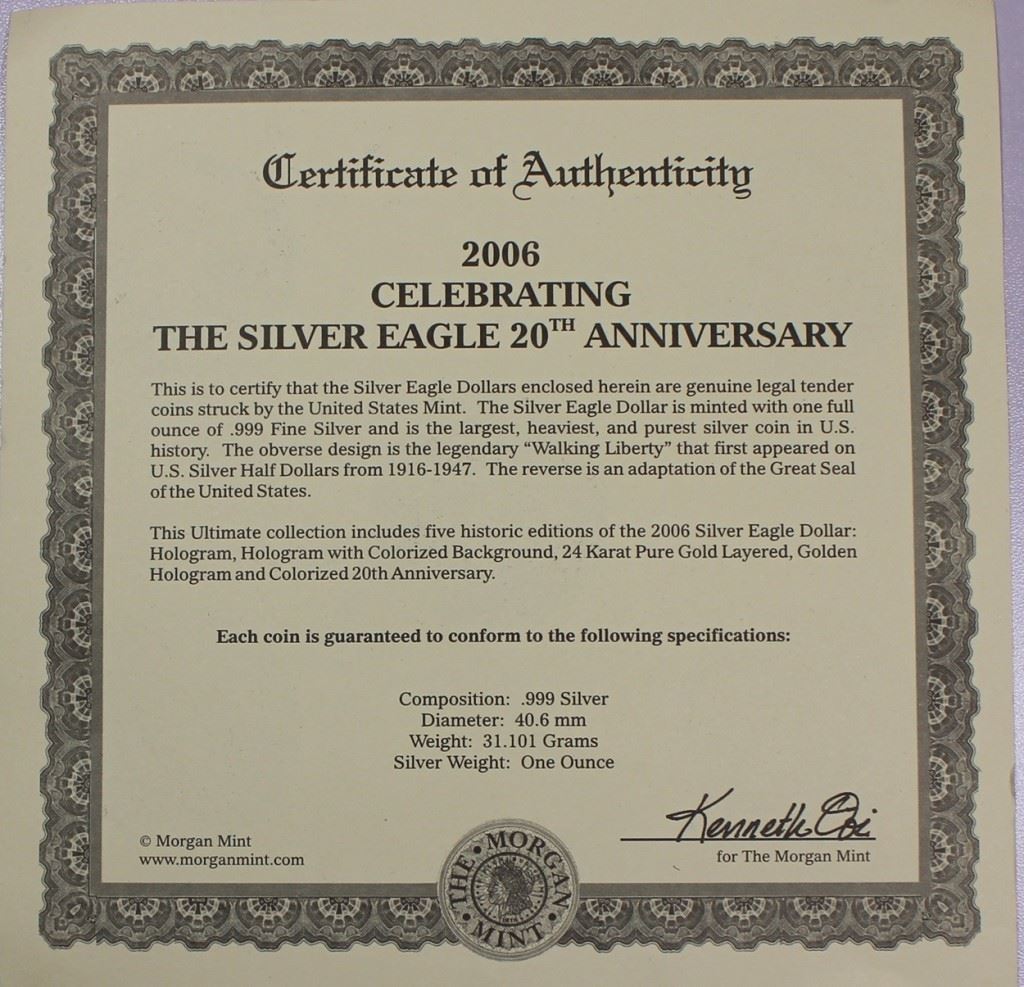 Certificate of Authenticity
2006
CELEBRATING
THE SILVER EAGLE 20TH ANNIVERSARY
This is to certify that the Silver Eagle Dollars enclosed herein are genuine legal tender
coins struck by the United States Mint. The Silver Eagle Dollar is minted with one full
ounce of .999 Fine Silver and is the largest, heaviest, and purest silver coin in U.S.
history. The obverse design is the legendary “Walking Liberty” that first appeared on
U.S. Silver Half Dollars from 1916-1947. The reverse is an adaptation of the Great Seal
of the United States.
This Ultimate collection includes five historic editions of the 2006 Silver Eagle Dollar:
Hologram, Hologram with Colorized Background, 24 Karat Pure Gold Layered, Golden
Hologram and Colorized 20th Anniversary.
Each coin is guaranteed to conform to the following specifications:
Composition: .999 Silver
Diameter: 40.6 mm
Weight: 31.101 Grams
Silver Weight: One Ounce
Kenneth
© Morgan Mint
www.morganmint.com
for The Morgan Mint
THE • MORGAN • MINT •